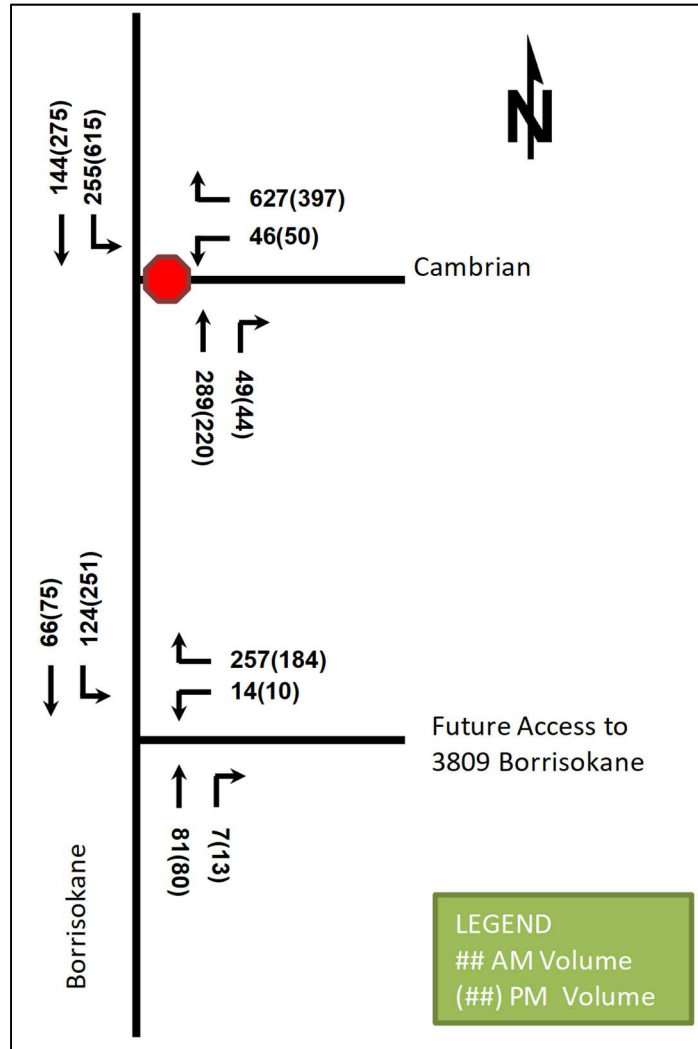 N
144(275)
255(615)
627(397)
46(50)
Cambrian
289(220)
49(44)
66(75)
124(251)
257(184)
14(10)
Future Access to
3809 Borrisokane
81(80)
7(13)
Borrisokane
LEGEND
## AM Volume
(##) PM Volume